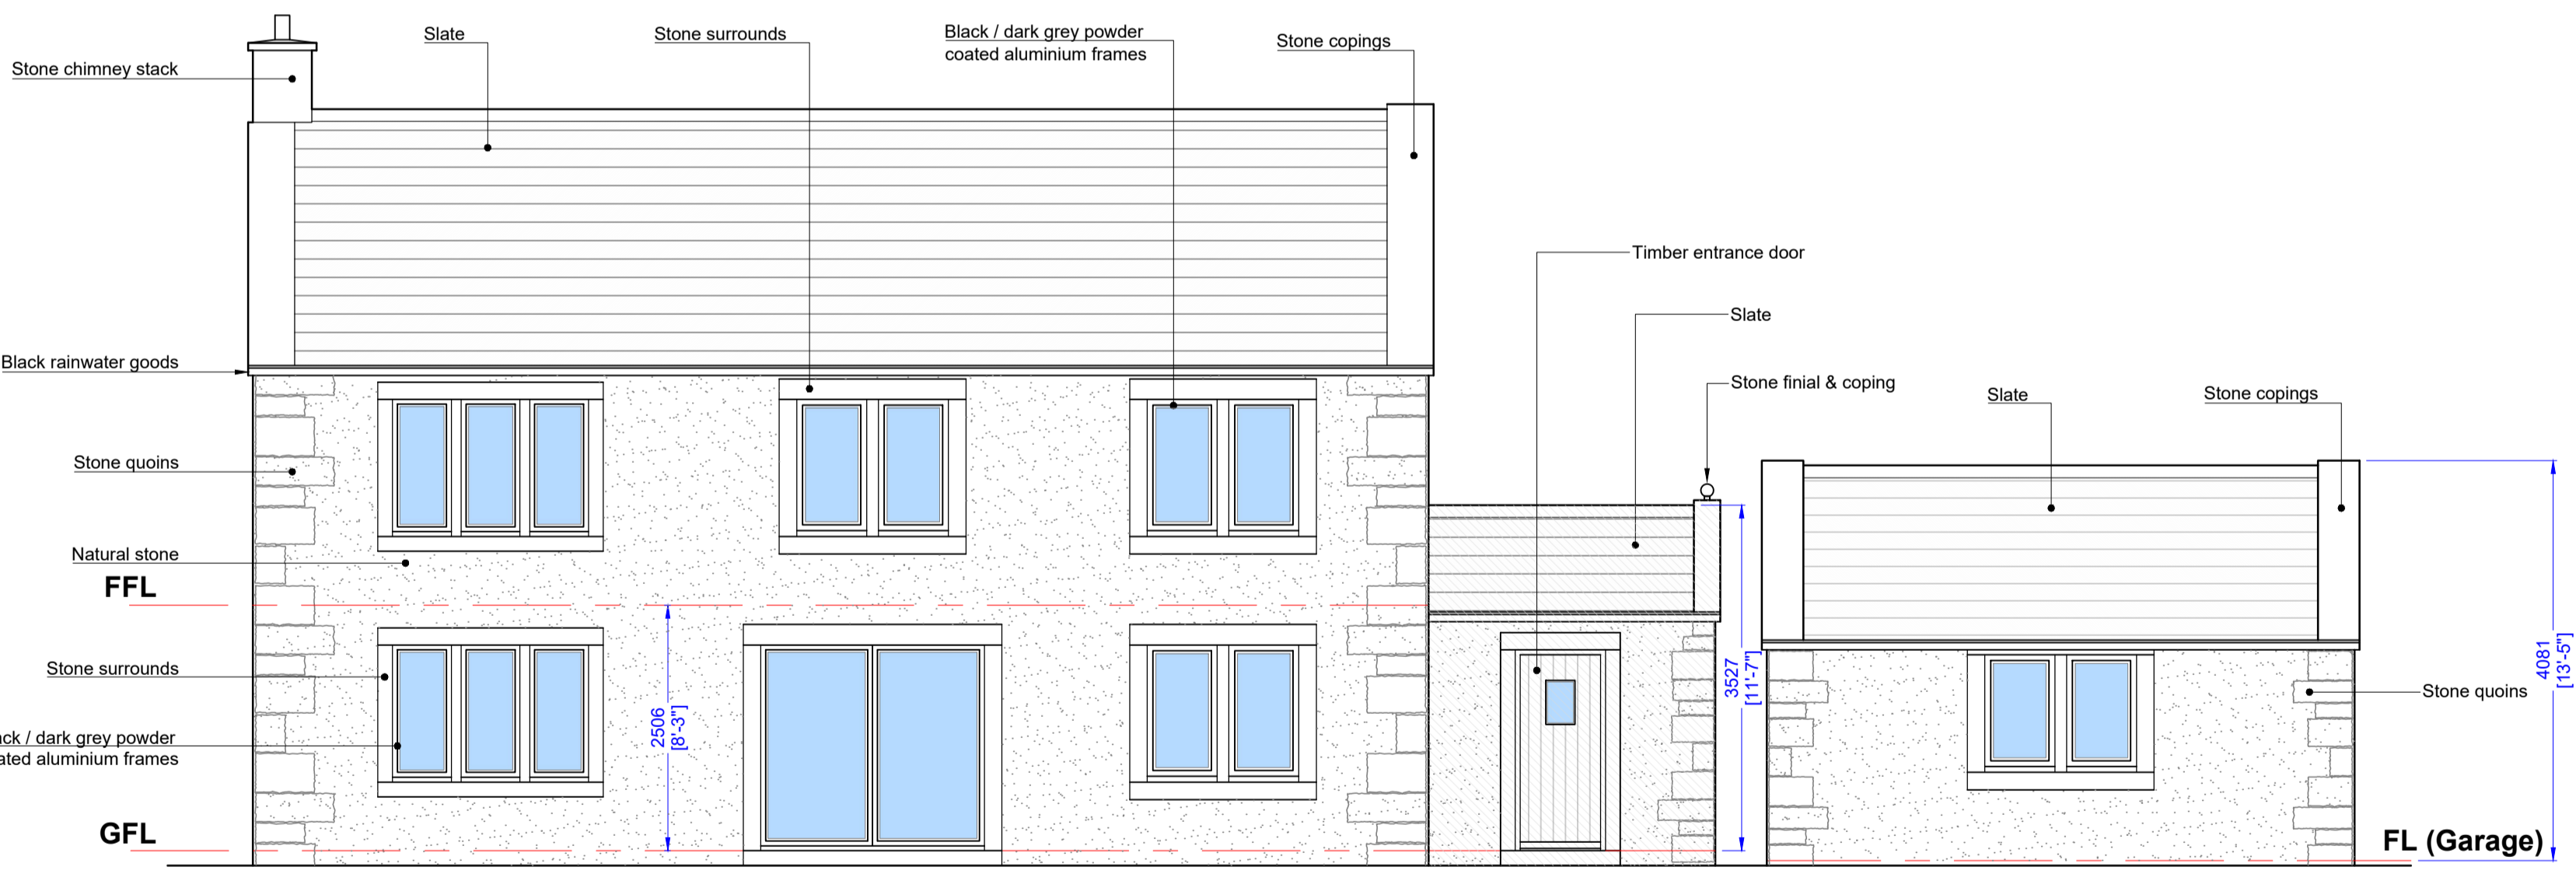 Slate
Stone surrounds
Black / dark grey powder
coated aluminium frames
Stone copings
Stone chimney stack
Timber entrance door
Slate
Black rainwater goods
Stone finial & coping
Slate
Stone copings
Stone quoins
Natural stone
FFL
Stone surrounds
2506
[8'-3"]
3527
[11'-7"]
4081
[13'-5"]
Stone quoins
ck / dark grey powder
ated aluminium frames
GFL
FL (Garage)